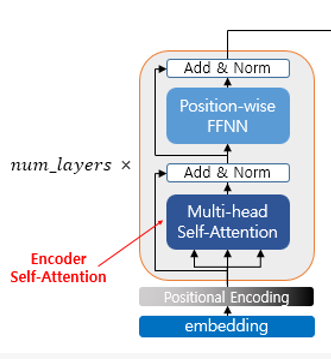 Add & Norm
Position-wise
FFNN
num_layers ×
Add & Norm
Multi-head
Self-Attention
Encoder
Self-Attention
Positional Encoding
embedding